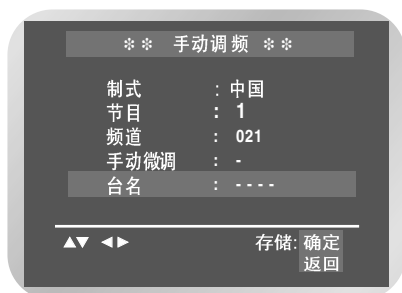 ❇❇ 手动调频 ❇❇
制式 : 中国
节目 : 1
频道 : 021
手动微调 : -
台名 : - - - -
▲▼ ◀▶ 存储: 确定
返回